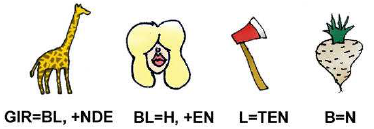 GIR=BL, +NDE BL=H, +EN L=TEN B=N